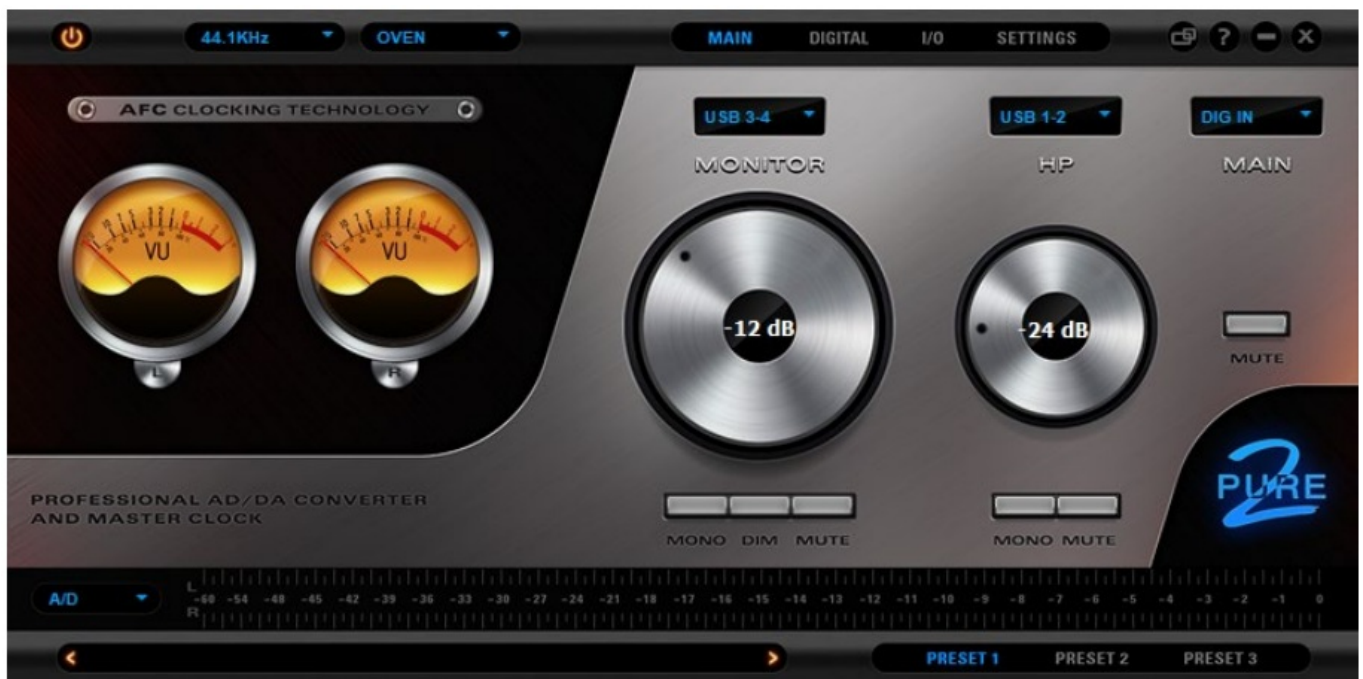 44.1KHz
OVEN
MAIN
DIGITAL
I/O
SETTINGS
?
AFC CLOCKING TECHNOLOGY
VU
L
VU
R
USB 3-4
MONITOR
-12 dB
MONO DIM MUTE
USB 1-2
HP
-24 dB
MONO MUTE
DIG IN
MAIN
MUTE
PROFESSIONAL AD/DA CONVERTER
AND MASTER CLOCK
2
PURE
A/D
L
-60 -54 -48 -45 -42 -39 -36 -33 -30 -27 -24 -21 -18 -17 -16 -15 -14 -13 -12 -11 -10 -9 -8 -7 -6 -5 -4 -3 -2 -1 0
R
PRESET 1
PRESET 2
PRESET 3